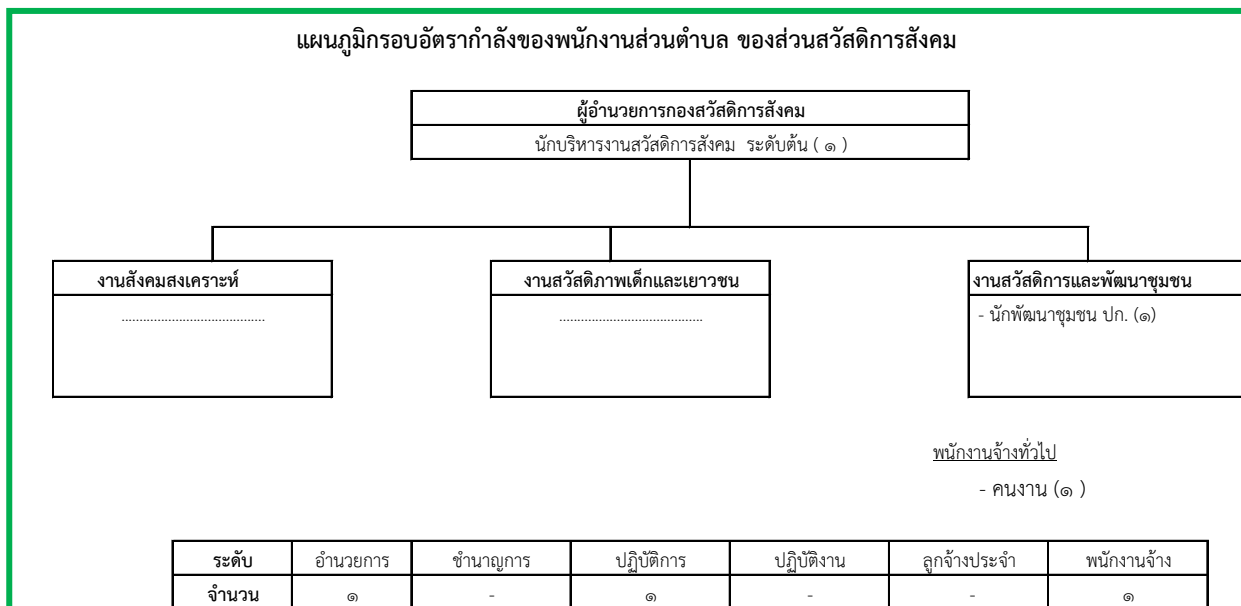 แผนภูมิกรอบอัตรากำลังของพนักงานส่วนตำบล ของส่วนสวัสดิการสังคม
ผู้อำนวยการกองสวัสดิการสังคม
นักบริหารงานสวัสดิการสังคม ระดับต้น ( ๑ )
งานสังคมสงเคราะห์
........................................
งานสวัสดิภาพเด็กและเยาวชน
........................................
งานสวัสดิการและพัฒนาชุมชน
- นักพัฒนาชุมชน ปก. (๑)
พนักงานจ้างทั่วไป
- คนงาน (๑ )
ระดับ อำนวยการ ชำนาญการ ปฏิบัติการ ปฏิบัติงาน ลูกจ้างประจำ พนักงานจ้าง
จำนวน ๑ - ๑ - - ๑